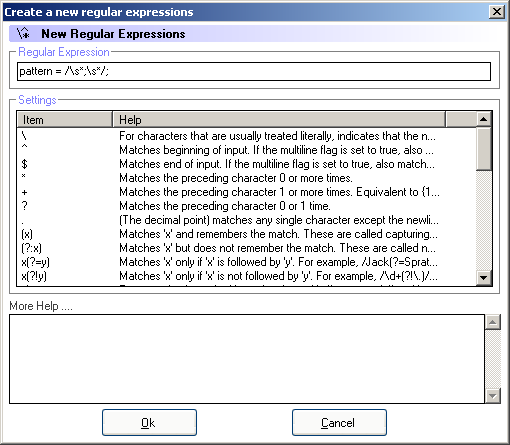 Create a new regular expressions
\^* New Regular Expressions
Regular Expression
pattern = /\s*;\s*/;
Settings
Item Help
\ For characters that are usually treated literally, indicates that the n...
^ Matches beginning of input. If the multiline flag is set to true, also ...
$ Matches end of input. If the multiline flag is set to true, also match...
* Matches the preceding character 0 or more times.
+ Matches the preceding character 1 or more times. Equivalent to {1...
? Matches the preceding character 0 or 1 time.
. (The decimal point) matches any single character except the newli...
(x) Matches 'x' and remembers the match. These are called capturing...
(?:x) Matches 'x' but does not remember the match. These are called n...
x(?=y) Matches 'x' only if 'x' is followed by 'y'. For example, /Jack(?=Sprat...
x(?!y) Matches 'x' only if 'x' is not followed by 'y'. For example, /\d+(?!\.)/...
More Help ....
Ok Cancel